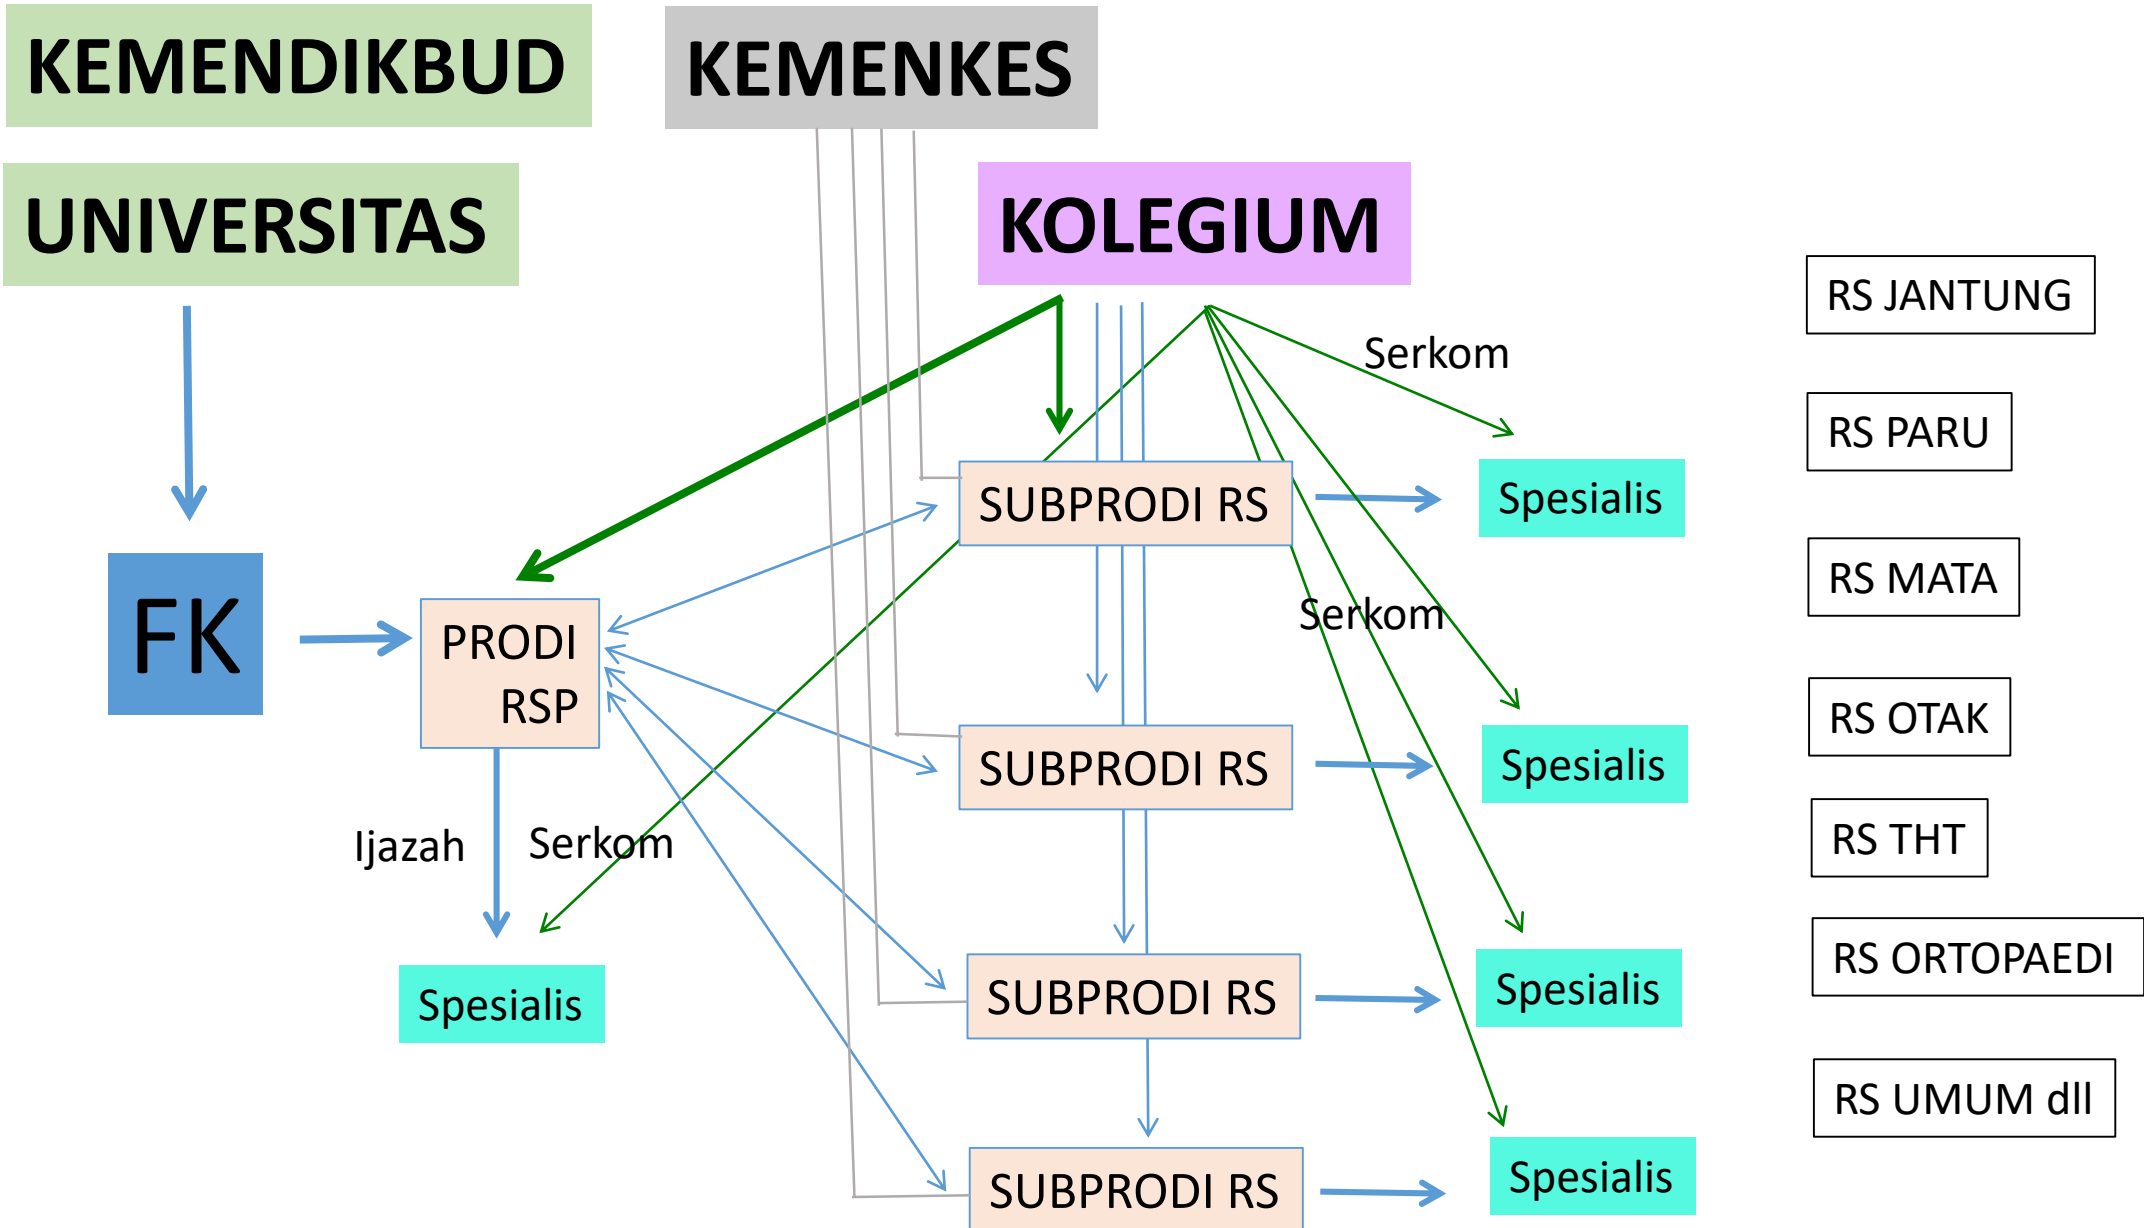 KEMENDIKBUD
KEMENKES
UNIVERSITAS
KOLEGIUM
RS JANTUNG
Serkom
RS PARU
SUBPRODI RS
Spesialis
RS MATA
FK
PRODI
RSP
Serkom
RS OTAK
SUBPRODI RS
Spesialis
Ijazah
Serkom
RS THT
RS ORTOPAEDI
Spesialis
SUBPRODI RS
Spesialis
RS UMUM dll
SUBPRODI RS
Spesialis